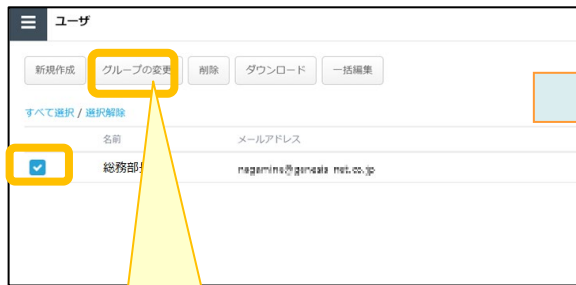 ユーザ
新規作成 グループの変更 削除 ダウンロード 一括編集
すべて選択 / 選択解除
名前 メールアドレス
総務部